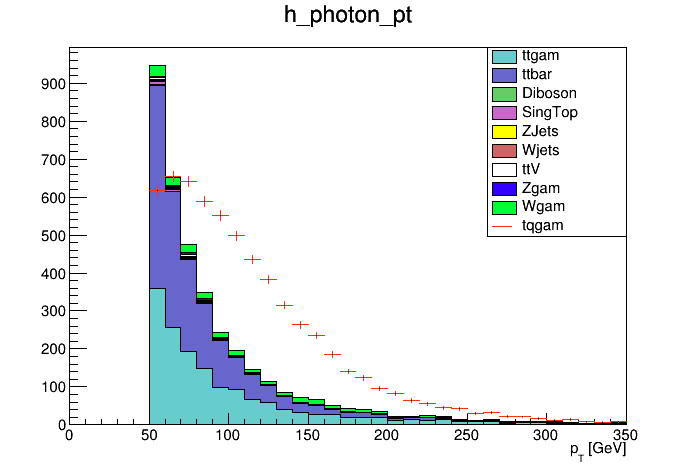 h_photon_pt
900
800
700
600
500
400
300
200
100
0
0 50 100 150 200 250 300 350
p_T [GeV]
ttgam
ttbar
Diboson
SingTop
ZJets
Wjets
ttV
Zgam
Wgam
tqgam